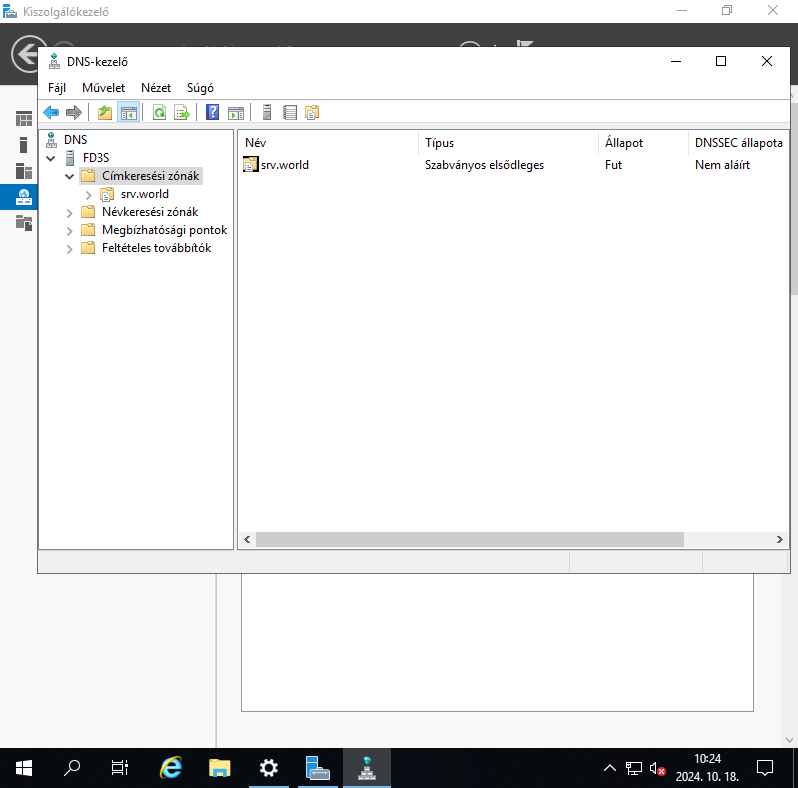 Kiszolgálókezelő
DNS-kezelő
Fájl Művelet Nézet Súgó
DNS
FD3S
Címkeresési zónák
srv.world
Névkeresési zónák
Megbízhatósági pontok
Feltételes továbbítók
Név Típus Állapot DNSSEC állapota
srv.world Szabványos elsődleges Fut Nem aláírt
10:24
2024. 10. 18.